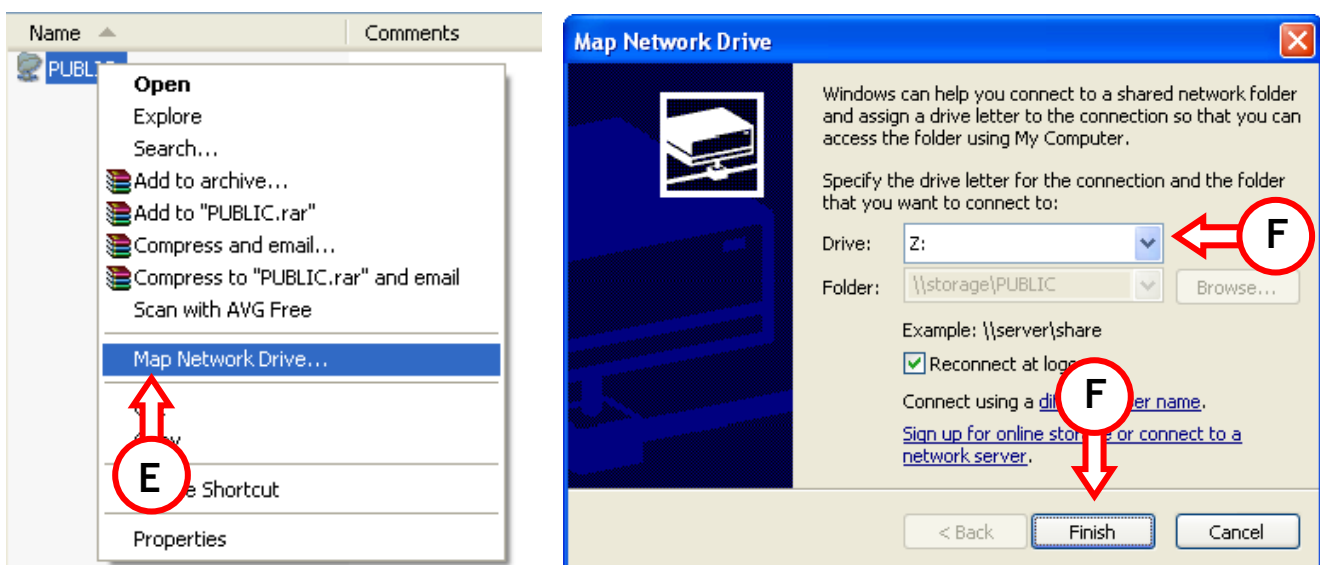 Name Comments
Open
Explore
Search...
Add to archive...
Add to "PUBLIC.rar"
Compress and email...
Compress to "PUBLIC.rar" and email
Scan with AVG Free
Map Network Drive...
E
Shortcut
Properties
Map Network Drive
Windows can help you connect to a shared network folder
and assign a drive letter to the connection so that you can
access the folder using My Computer.
Specify the drive letter for the connection and the folder
that you want to connect to:
Drive: Z: F
Folder: \\storage\PUBLIC Browse...
Example: \\server\share
Reconnect at
Connect using a name.
F
Sign up for online or connect to a
network server.
< Back Finish Cancel